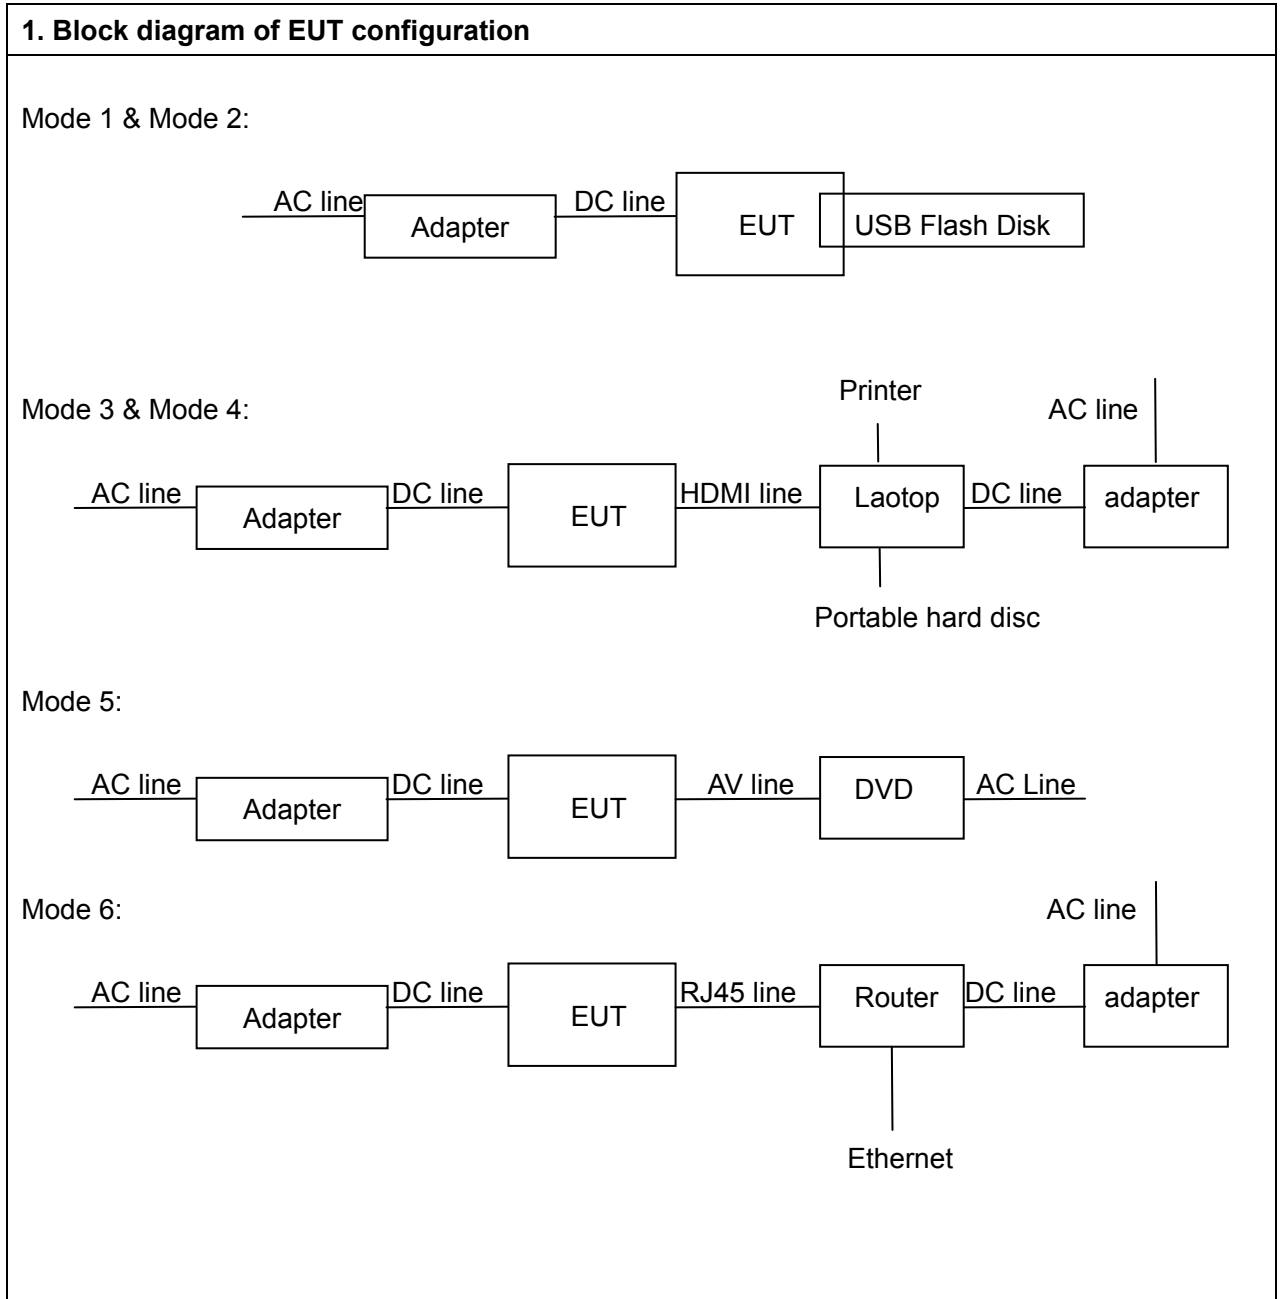 1. Block diagram of EUT configuration
Mode 1 & Mode 2:
AC line
Adapter
DC line
EUT
USB Flash Disk
Mode 3 & Mode 4:
Printer
AC line
AC line
Adapter
DC line
EUT
HDMI line
Laotop
DC line
adapter
Portable hard disc
Mode 5:
AC line
Adapter
DC line
EUT
AV line
DVD
AC Line
Mode 6:
AC line
AC line
Adapter
DC line
EUT
RJ45 line
Router
DC line
adapter
Ethernet